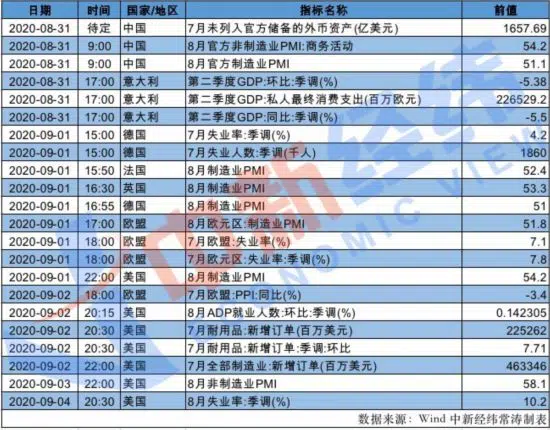 日期 时间 国家/地区 指标名称 前值
2020-08-31 待定 中国 7月未列入官方储备的外币资产(亿美元) 1657.69
2020-08-31 9:00 中国 8月官方非制造业PMI:商务活动 54.2
2020-08-31 9:00 中国 8月官方制造业PMI 51.1
2020-08-31 17:00 意大利 第二季度GDP:环比:季调(%) -5.38
2020-08-31 17:00 意大利 第二季度GDP:私人最终消费支出(百万欧元) 226529.2
2020-08-31 17:00 意大利 第二季度GDP:同比:季调(%) -5.5
2020-09-01 15:00 德国 7月失业率:季调(%) 4.2
2020-09-01 15:00 德国 7月失业人数:季调(千人) 1860
2020-09-01 15:50 法国 8月制造业PMI 52.4
2020-09-01 16:30 英国 8月制造业PMI 53.3
2020-09-01 16:55 德国 8月制造业PMI 51
2020-09-01 17:00 欧盟 8月欧元区:制造业PMI 51.8
2020-09-01 18:00 欧盟 7月欧盟:失业率(%) 7.1
2020-09-01 18:00 欧盟 7月欧元区:失业率:季调(%) 7.8
2020-09-01 22:00 美国 8月制造业PMI 54.2
2020-09-02 18:00 欧盟 7月欧盟:PPI:同比(%) -3.4
2020-09-02 20:15 美国 8月ADP就业人数:环比:季调(%) 0.142305
2020-09-02 20:30 美国 7月耐用品:新增订单(百万美元) 225262
2020-09-02 20:30 美国 7月耐用品:新增订单:季调:环比 7.71
2020-09-02 22:00 美国 7月全部制造业:新增订单(百万美元) 463346
2020-09-03 22:00 美国 8月非制造业PMI 58.1
2020-09-04 20:30 美国 8月失业率:季调(%) 10.2
数据来源：Wind 中新经纬常涛制表
中新经纬
ECONOMIC VIEW